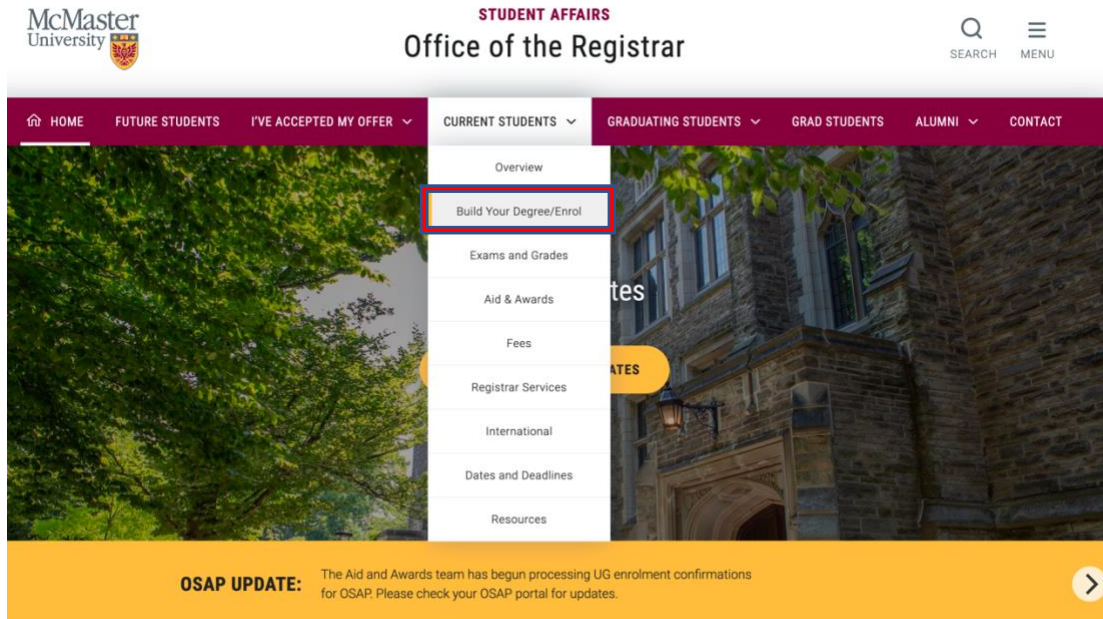 McMaster
University
STUDENT AFFAIRS
Office of the Registrar
SEARCH
MENU
HOME
FUTURE STUDENTS
I'VE ACCEPTED MY OFFER
CURRENT STUDENTS
GRADUATING STUDENTS
GRAD STUDENTS
ALUMNI
CONTACT
Overview
Build Your Degree/Enrol
Exams and Grades
Aid & Awards
Fees
Registrar Services
International
Dates and Deadlines
Resources
tes
ATES
OSAP UPDATE:
The Aid and Awards team has begun processing UG enrolment confirmations
for OSAP. Please check your OSAP portal for updates.